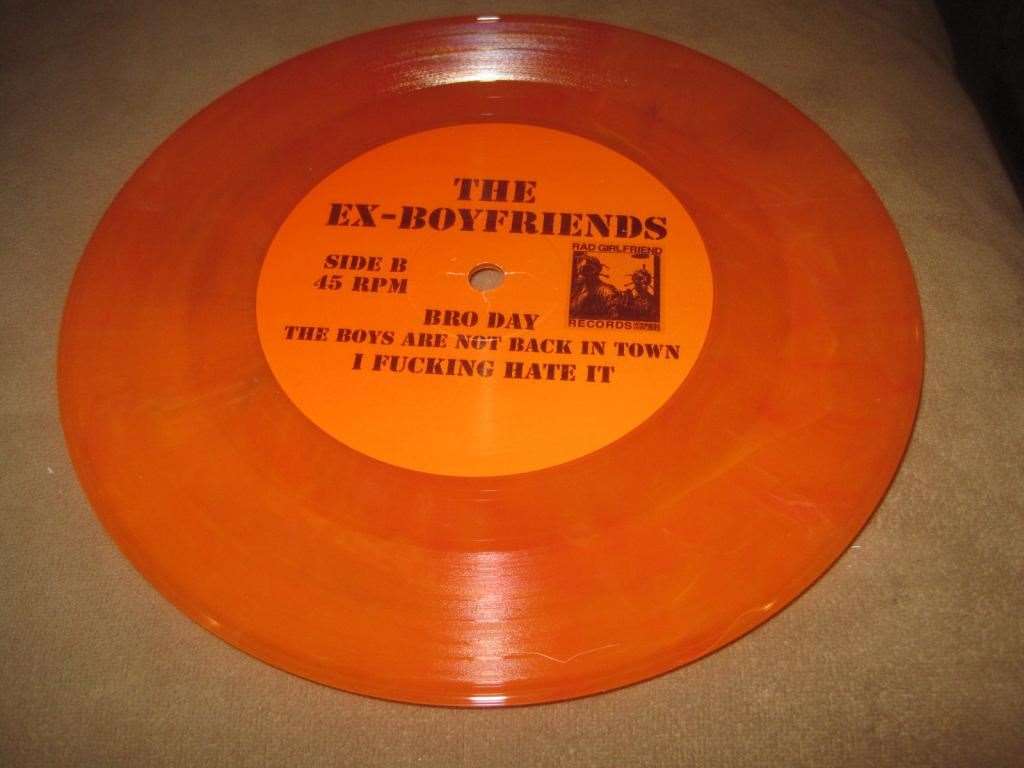 THE
EX-BOYFRIENDS
SIDE B
45 RPM
RAD GIRLFRIEND
RECORDS
BRO DAY
THE BOYS ARE NOT BACK IN TOWN
I FUCKING HATE IT